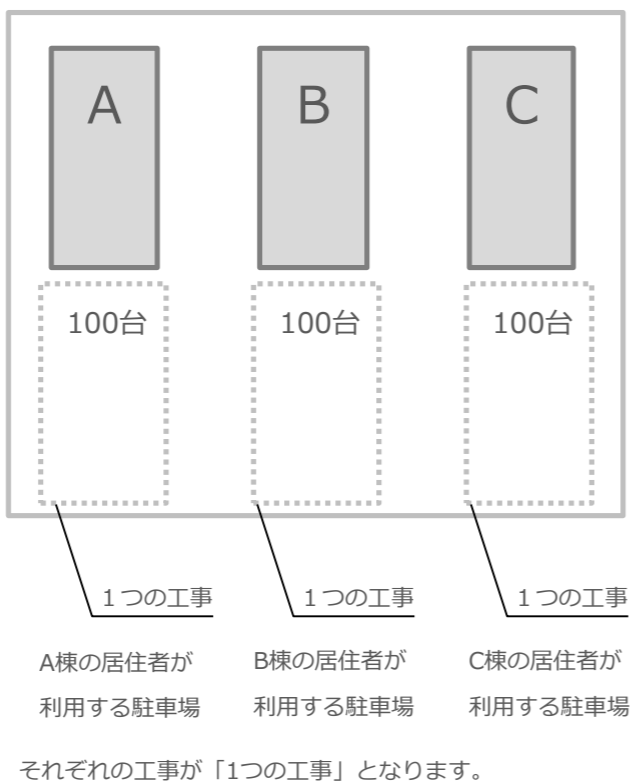 A B C
100台 100台 100台
１つの工事 １つの工事 １つの工事
A棟の居住者が B棟の居住者が C棟の居住者が
利用する駐車場 利用する駐車場 利用する駐車場
それぞれの工事が「1つの工事」となります。